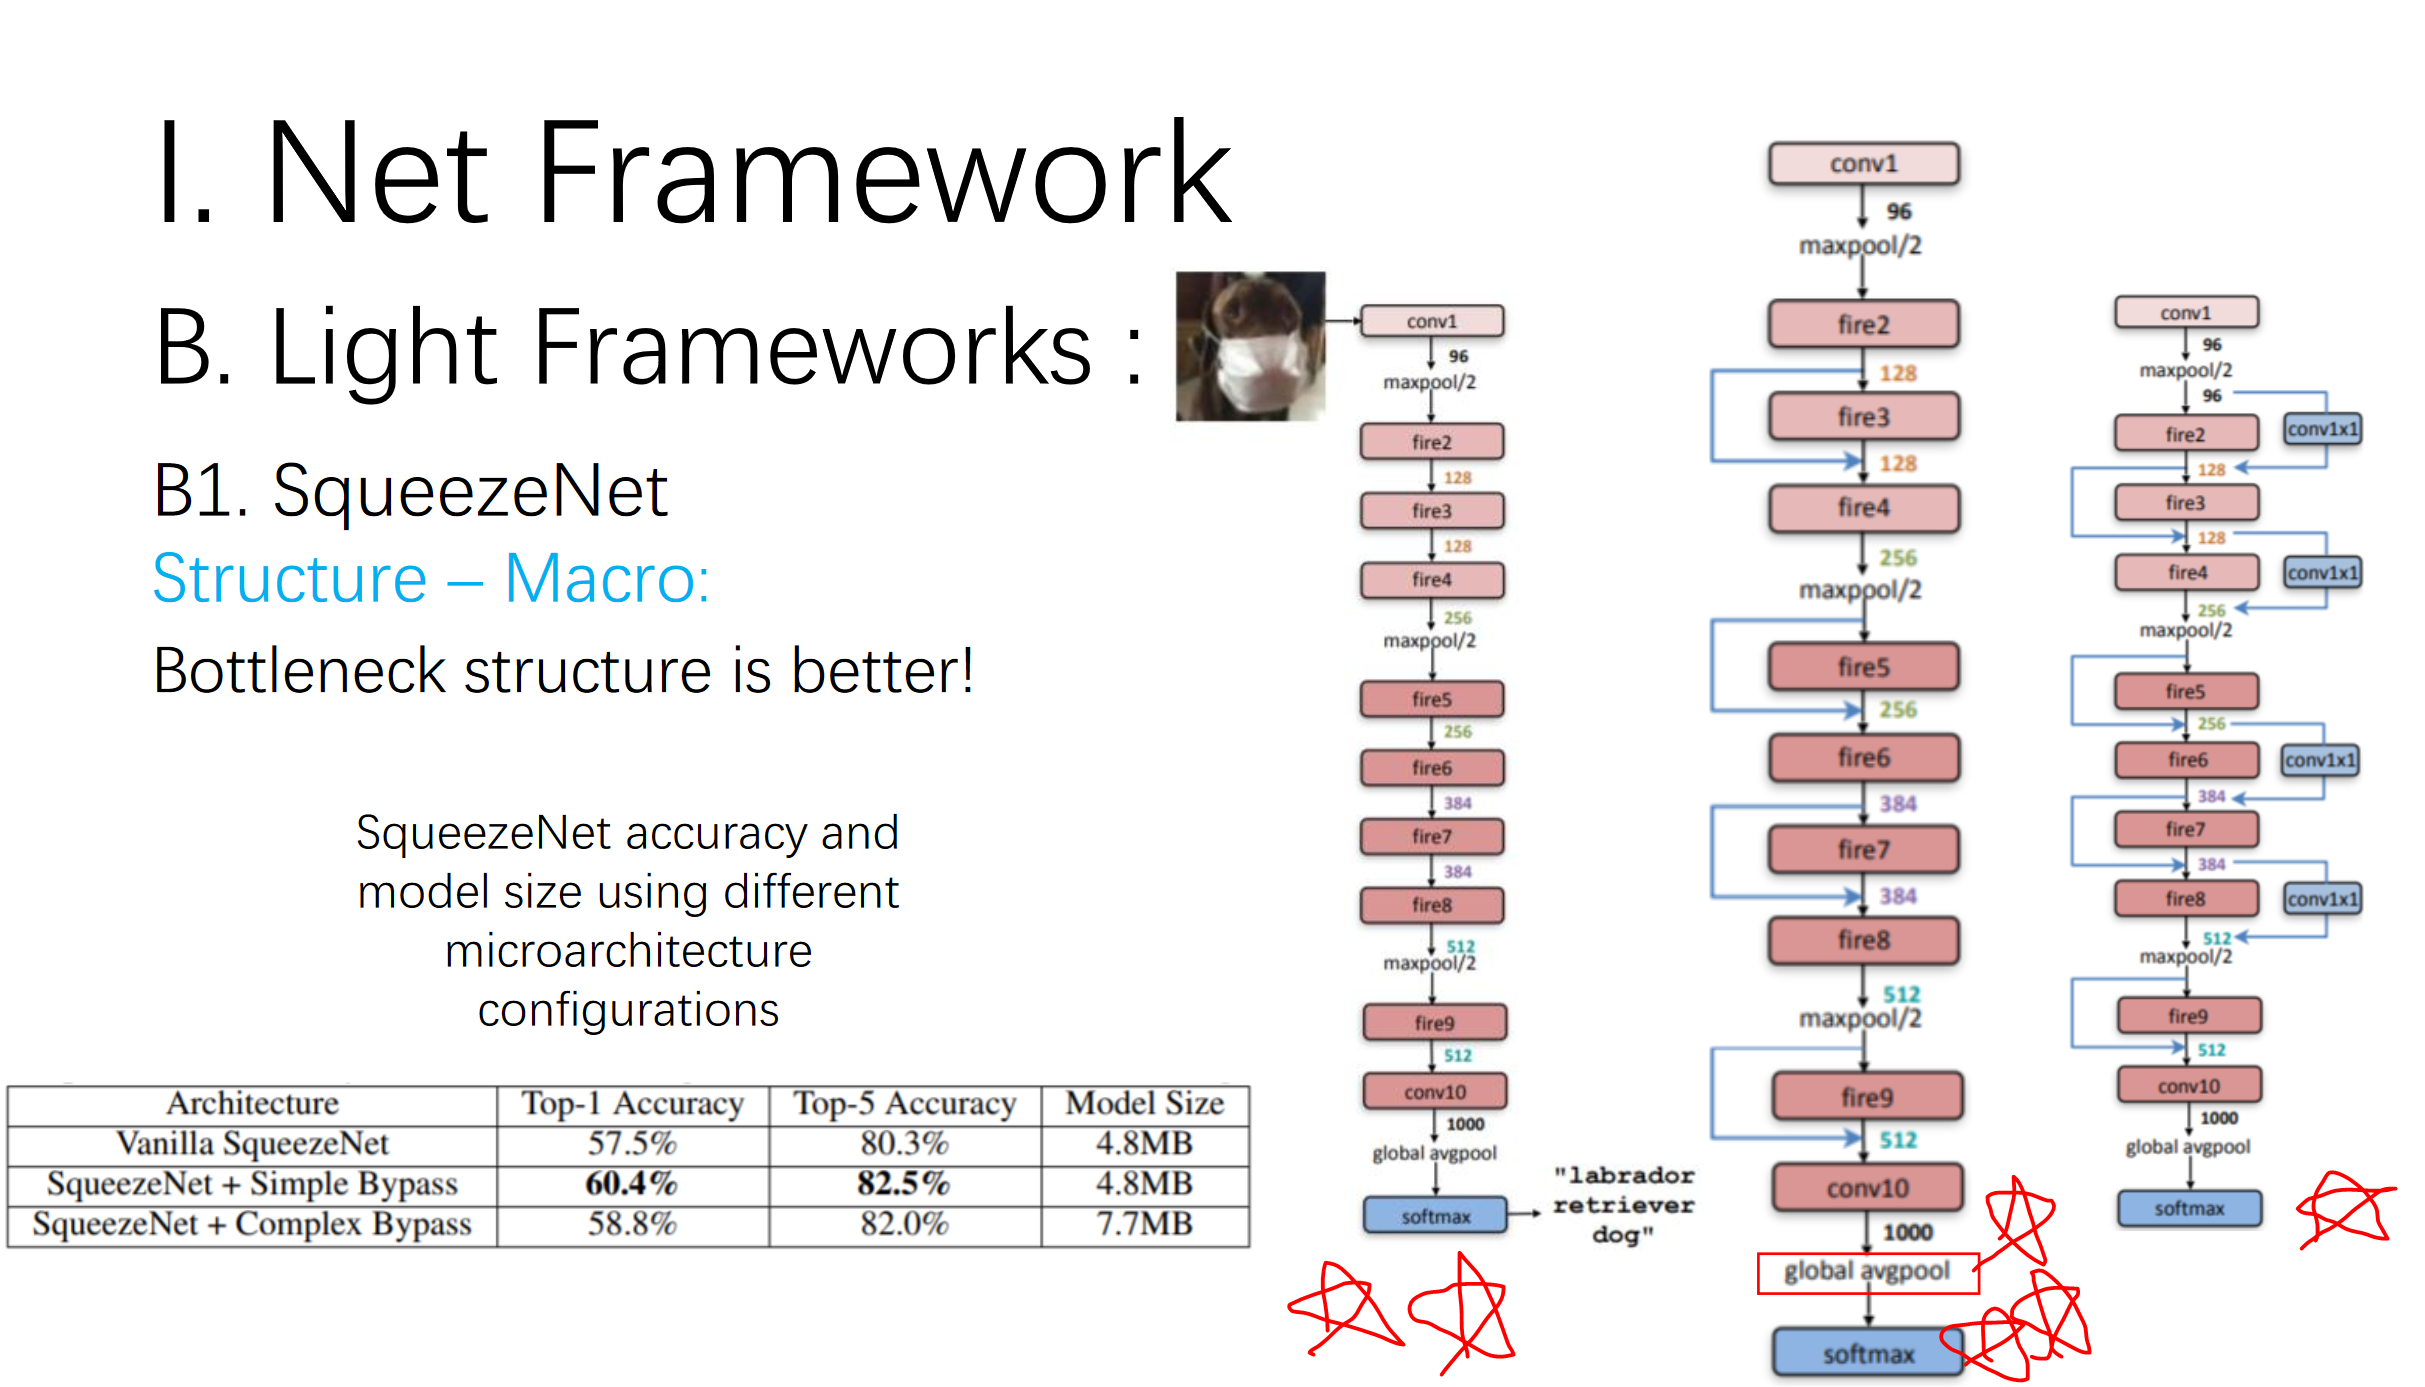 I. Net Framework
B. Light Frameworks :
B1. SqueezeNet
Structure – Macro:
Bottleneck structure is better!
SqueezeNet accuracy and
model size using different
microarchitecture
configurations
Architecture Top-1 Accuracy Top-5 Accuracy Model Size
Vanilla SqueezeNet 57.5% 80.3% 4.8MB
SqueezeNet + Simple Bypass 60.4% 82.5% 4.8MB
SqueezeNet + Complex Bypass 58.8% 82.0% 7.7MB
conv1
96
maxpool/2
fire2
128
fire3
128
fire4
256
maxpool/2
fire5
256
fire6
384
fire7
384
fire8
512
maxpool/2
fire9
512
conv10
1000
global avgpool
softmax
"labrador
retriever
dog"
conv1
96
maxpool/2
fire2
128
fire3
128
fire4
256
maxpool/2
fire5
256
fire6
384
fire7
384
fire8
512
maxpool/2
fire9
512
conv10
1000
global avgpool
softmax
conv1
96
maxpool/2
96
fire2 conv1x1
128
fire3
128
fire4 conv1x1
256
maxpool/2
fire5
256
fire6 conv1x1
384
fire7
384
fire8 conv1x1
512
maxpool/2
fire9
512
conv10
1000
global avgpool
softmax